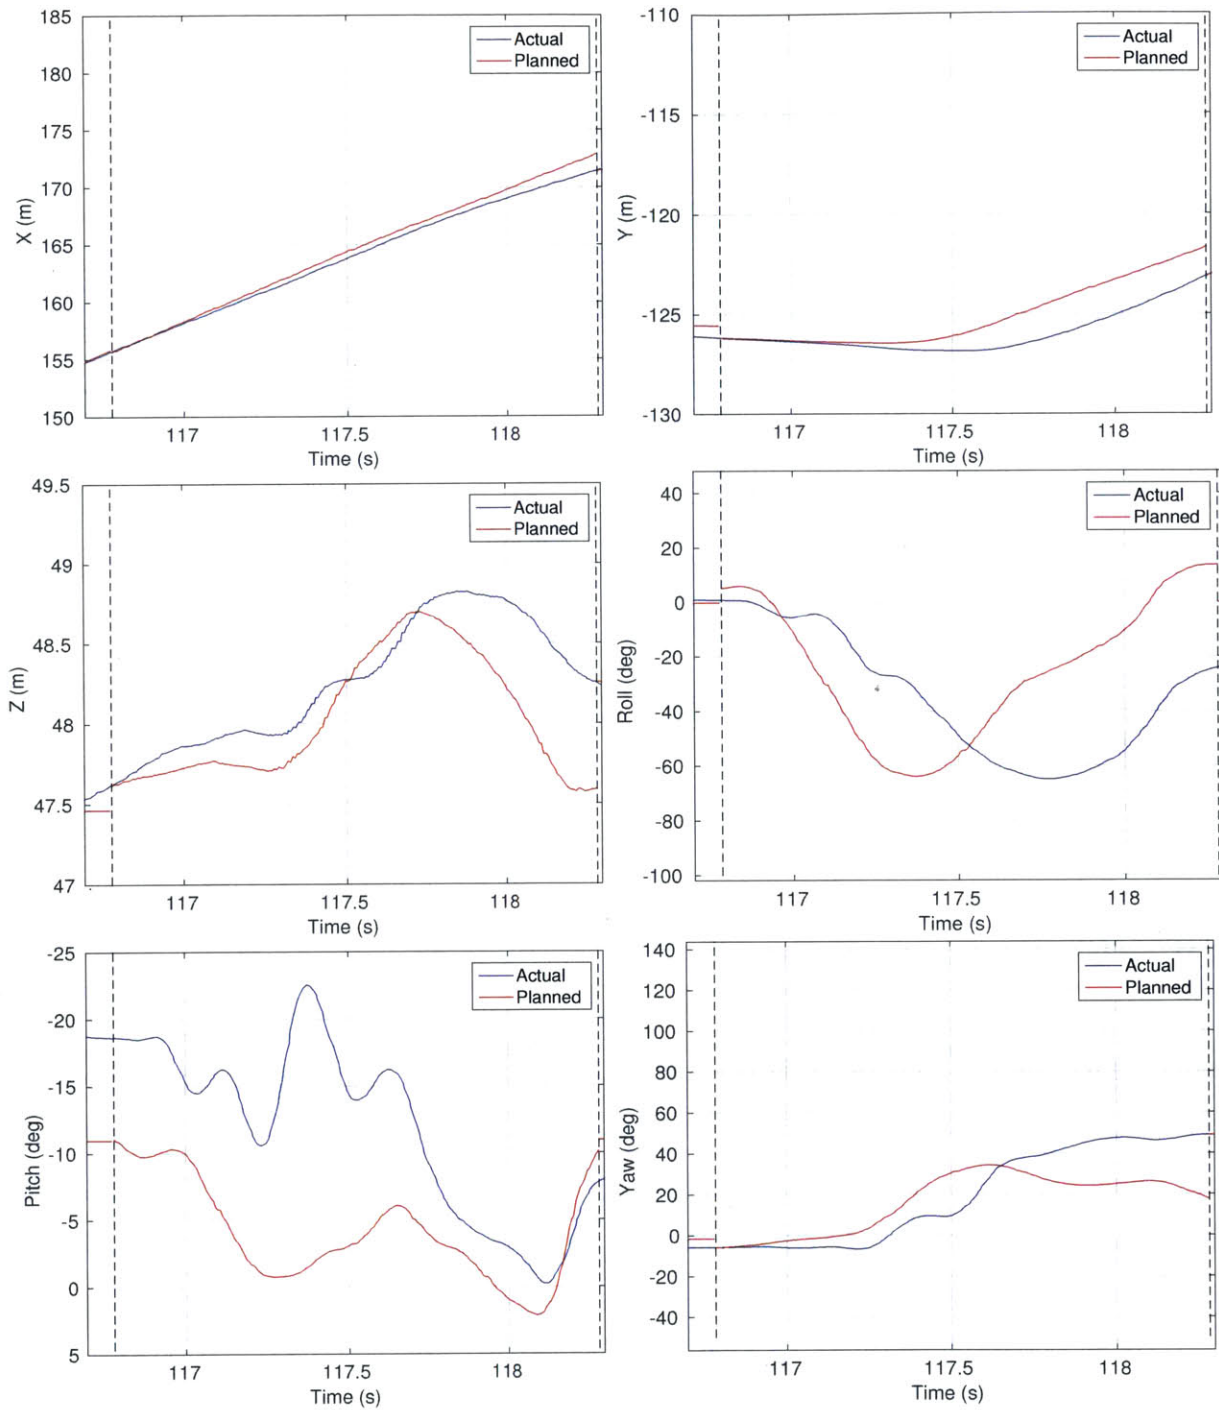 185
180
175
170
165
160
155
150
X (m)
117
117.5
118
Time (s)
Actual
Planned
-110
-115
-120
-125
-130
Y (m)
117
117.5
118
Time (s)
Actual
Planned
49.5
49
48.5
48
47.5
47
Z (m)
117
117.5
118
Time (s)
Actual
Planned
40
20
0
-20
-40
-60
-80
-100
Roll (deg)
117
117.5
118
Time (s)
Actual
Planned
-25
-20
-15
-10
-5
0
5
Pitch (deg)
117
117.5
118
Time (s)
Actual
Planned
140
120
100
80
60
40
20
0
-20
-40
Yaw (deg)
117
117.5
118
Time (s)
Actual
Planned